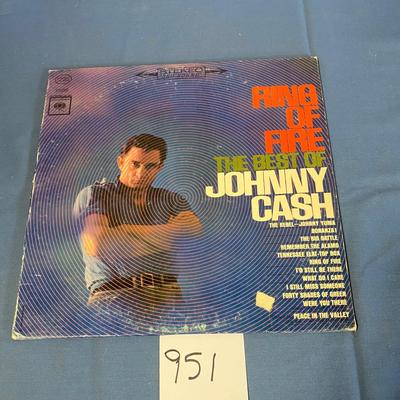 STEREO
RING
OF
FIRE
THE BEST OF
JOHNNY
CASH
THE REBEL—JOHNNY YUMA
BONANZA!
THE BIG BATTLE
REMEMBER THE ALAMO
TENNESSEE FLAT-TOP BOX
RING OF FIRE
I'D STILL BE THERE
WHAT DO I CARE
I STILL MISS SOMEONE
FORTY SHADES OF GREEN
WERE YOU THERE
PEACE IN THE VALLEY
951